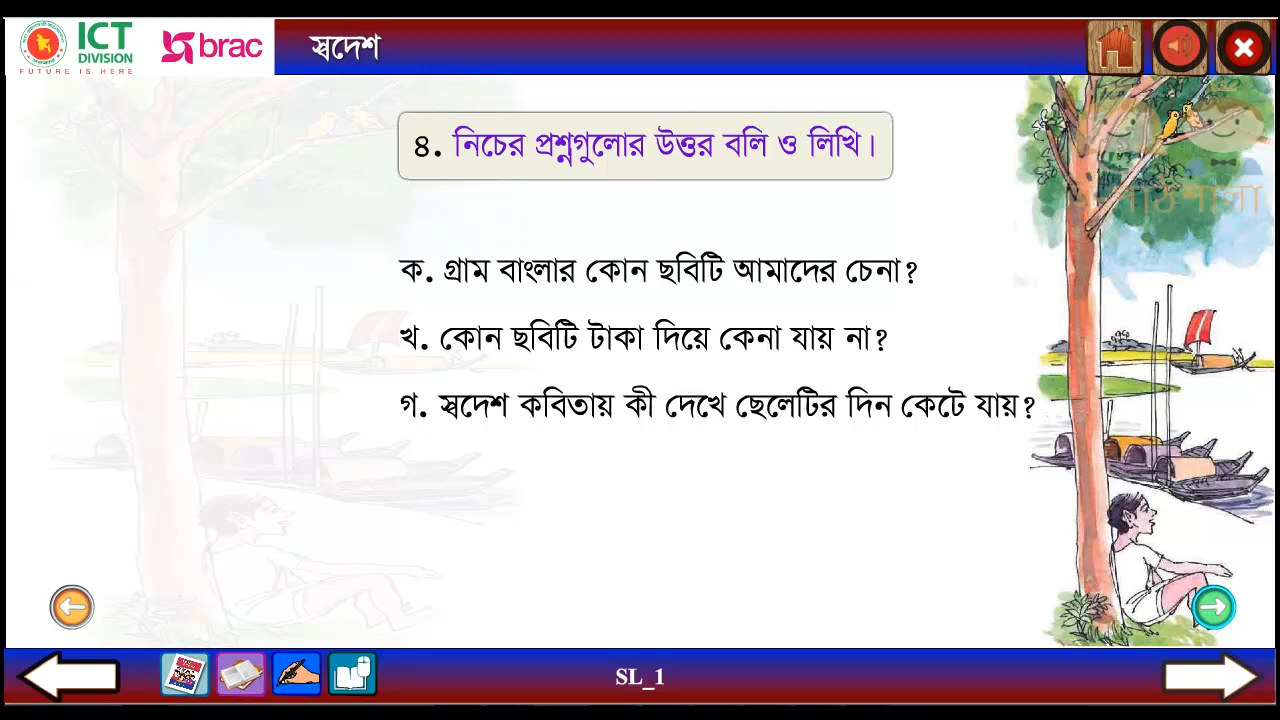 ICT
DIVISION
FUTURE IS HERE
brac
স্বদেশ
৪. নিচের প্রশ্নগুলোর উত্তর বলি ও লিখি।
ক. গ্রাম বাংলার কোন ছবিটি আমাদের চেনা?
খ. কোন ছবিটি টাকা দিয়ে কেনা যায় না?
গ. স্বদেশ কবিতায় কী দেখে ছেলেটির দিন কেটে যায়?
SL_1